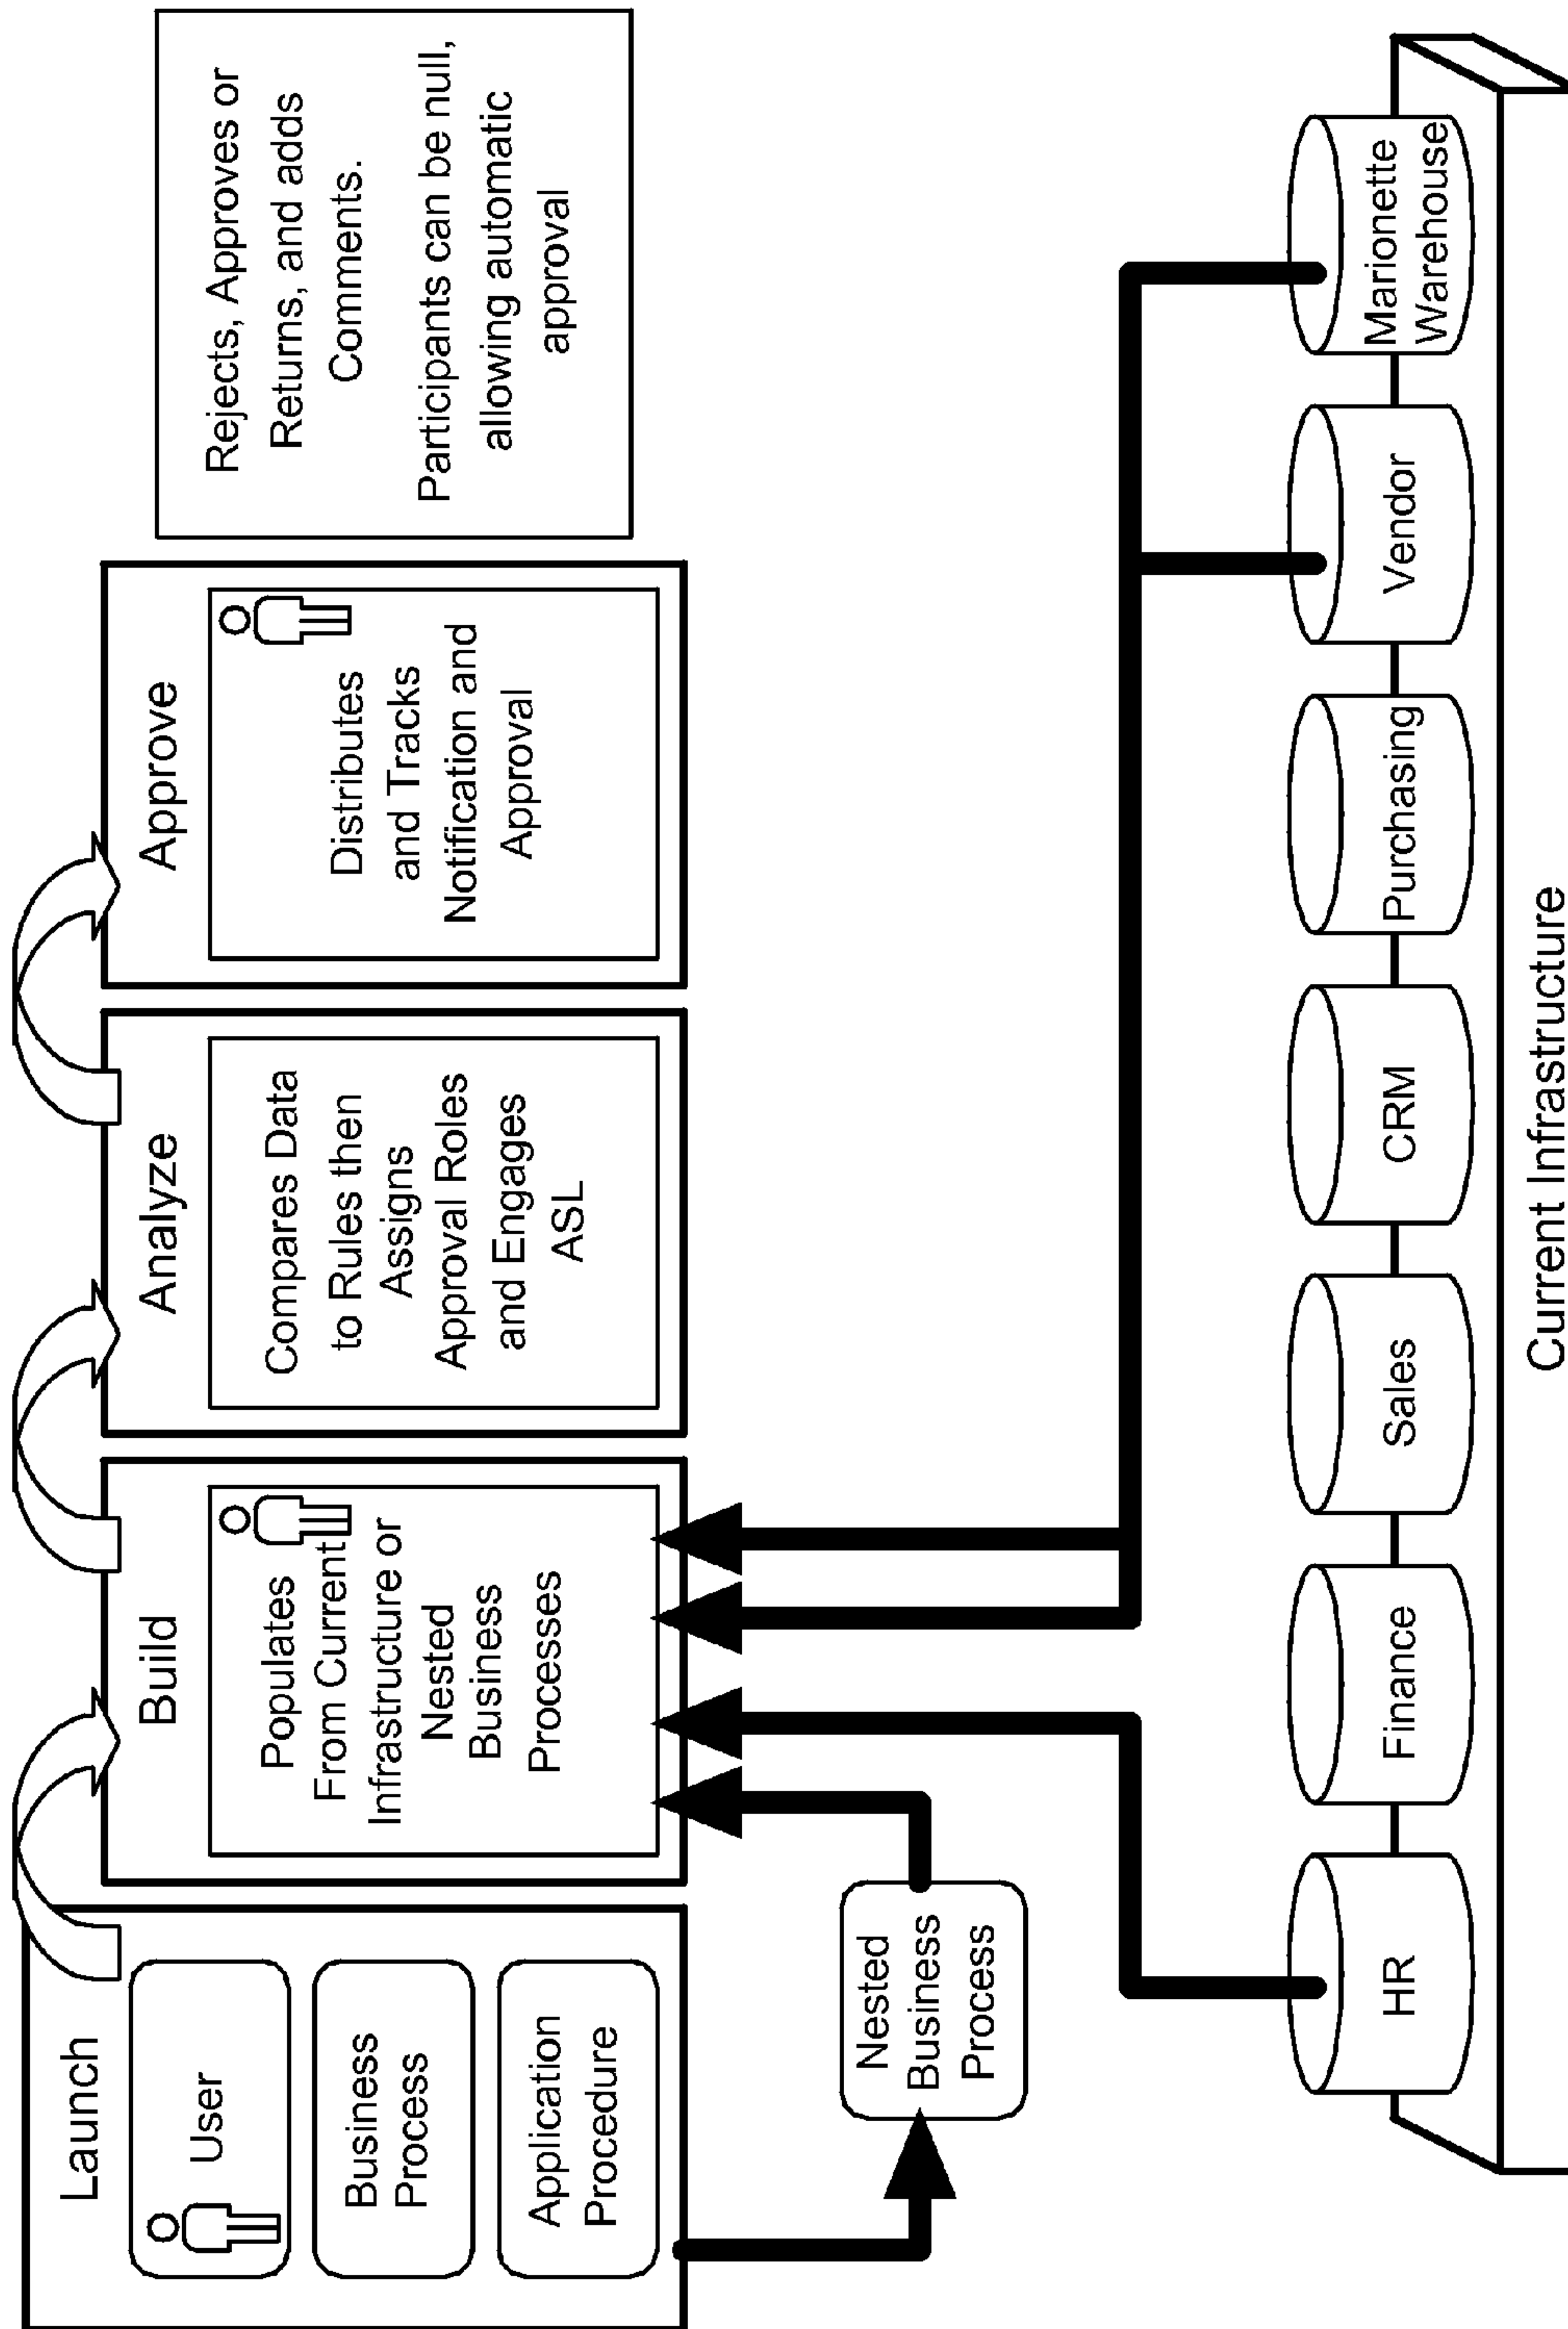 Launch
User
Business
Process
Application
Procedure
Build
Populates
From Current
Infrastructure or
Nested
Business
Processes
Analyze
Compares Data
to Rules then
Assigns
Approval Roles
and Engages
ASL
Approve
Distributes
and Tracks
Notification and
Approval
Rejects, Approves or
Returns, and adds
Comments.
Participants can be null,
allowing automatic
approval
Nested
Business
Process
HR
Finance
Sales
CRM
Purchasing
Vendor
Marionette
Warehouse
Current Infrastructure